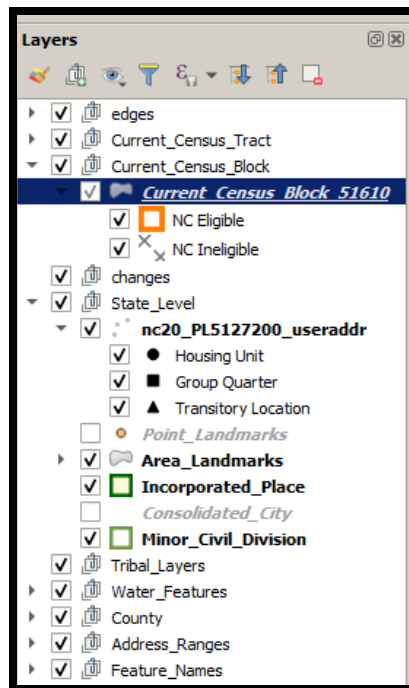 Layers
edges
Current_Census_Tract
Current_Census_Block
Current_Census_Block_51610
NC Eligible
NC Ineligible
changes
State_Level
nc20_PL5127200_useraddr
Housing Unit
Group Quarter
Transitory Location
Point_Landmarks
Area_Landmarks
Incorporated_Place
Consolidated_City
Minor_Civil_Division
Tribal_Layers
Water_Features
County
Address_Ranges
Feature_Names